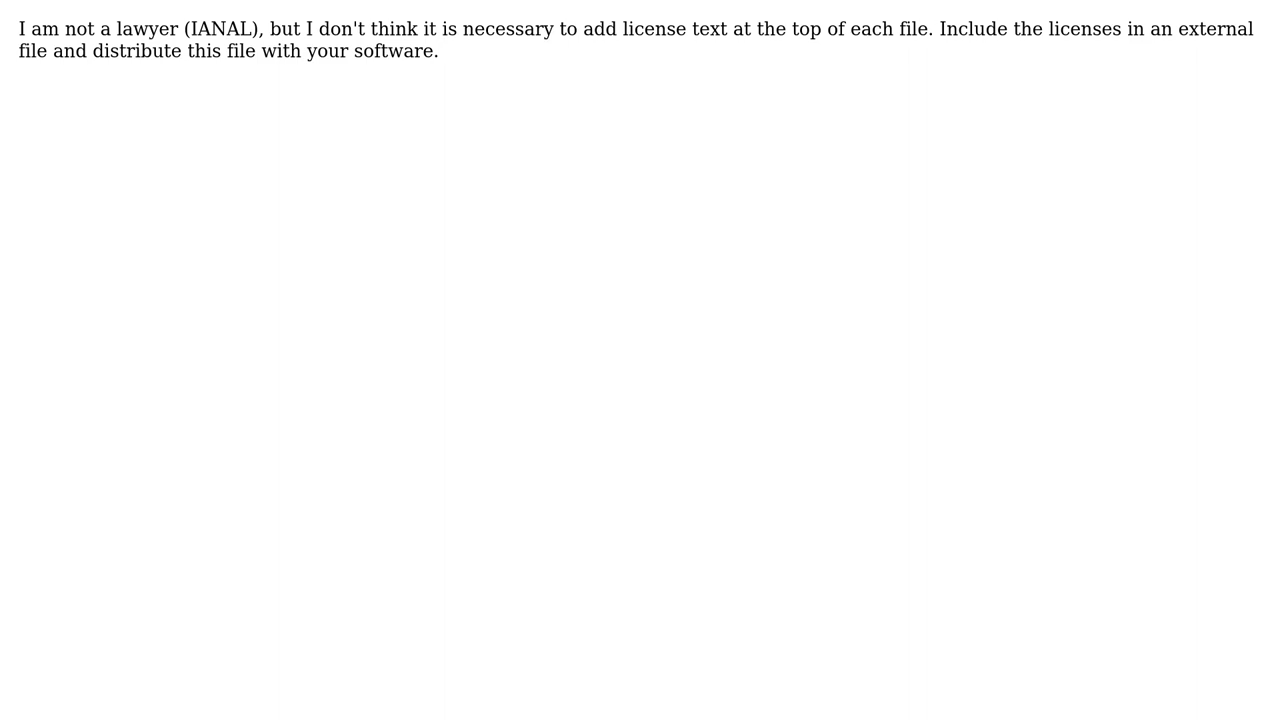 I am not a lawyer (IANAL), but I don't think it is necessary to add license text at the top of each file. Include the licenses in an external
file and distribute this file with your software.